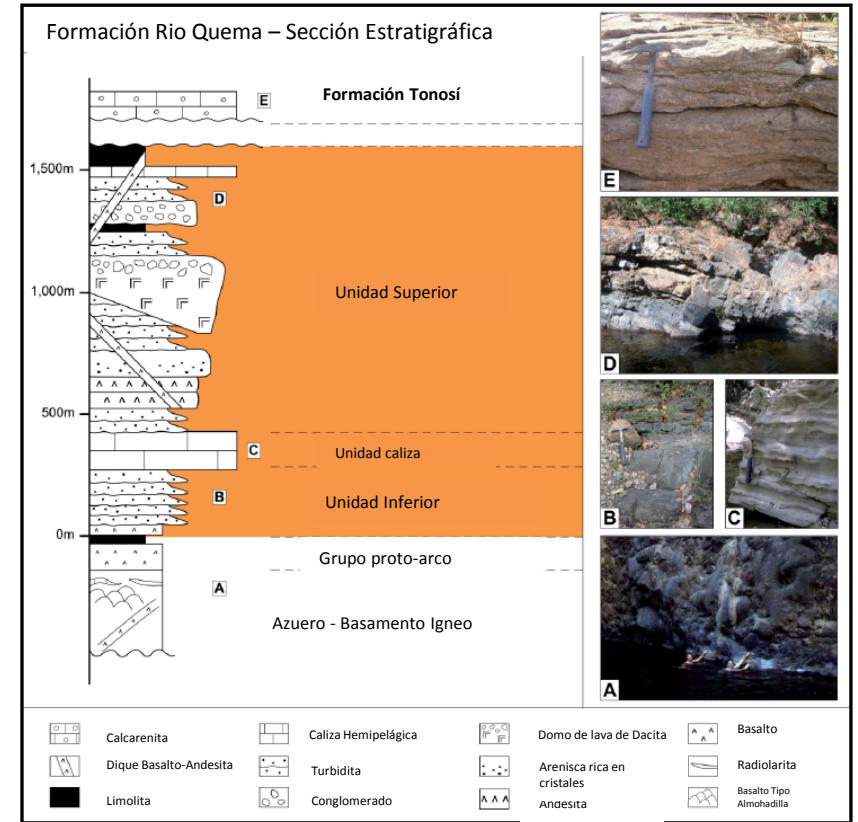 Formación Rio Quema – Sección Estratigráfica
E
Formación Tonosí
1,500m
D
1,000m
Unidad Superior
500m
C
Unidad caliza
B
Unidad Inferior
0m
Grupo proto-arco
A
Azuero - Basamento Igneo
E
D
B
C
A
Calcarenita
Caliza Hemipelágica
Domo de lava de Dacita
Basalto
Dique Basalto-Andesita
Turbidita
Arenisca rica en
cristales
Radiolarita
Limolita
Conglomerado
Andesita
Basalto Tipo
Almohadilla